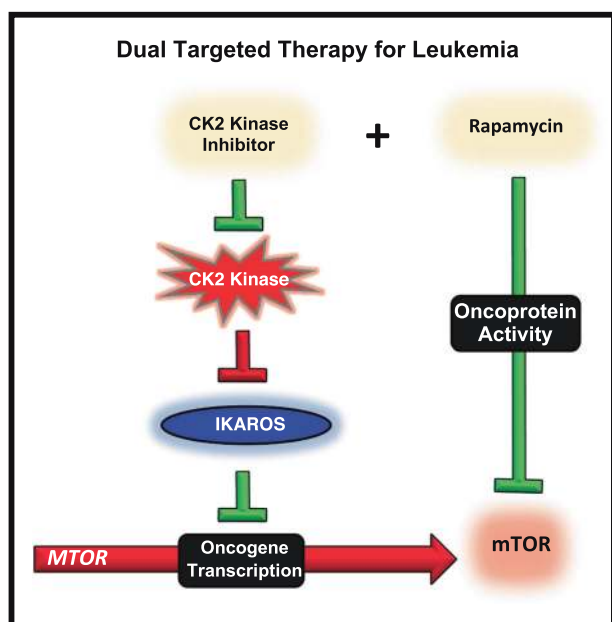 Dual Targeted Therapy for Leukemia
CK2 Kinase
Inhibitor
+
Rapamycin
CK2 Kinase
Oncoprotein
Activity
IKAROS
MTOR
Oncogene
Transcription
mTOR